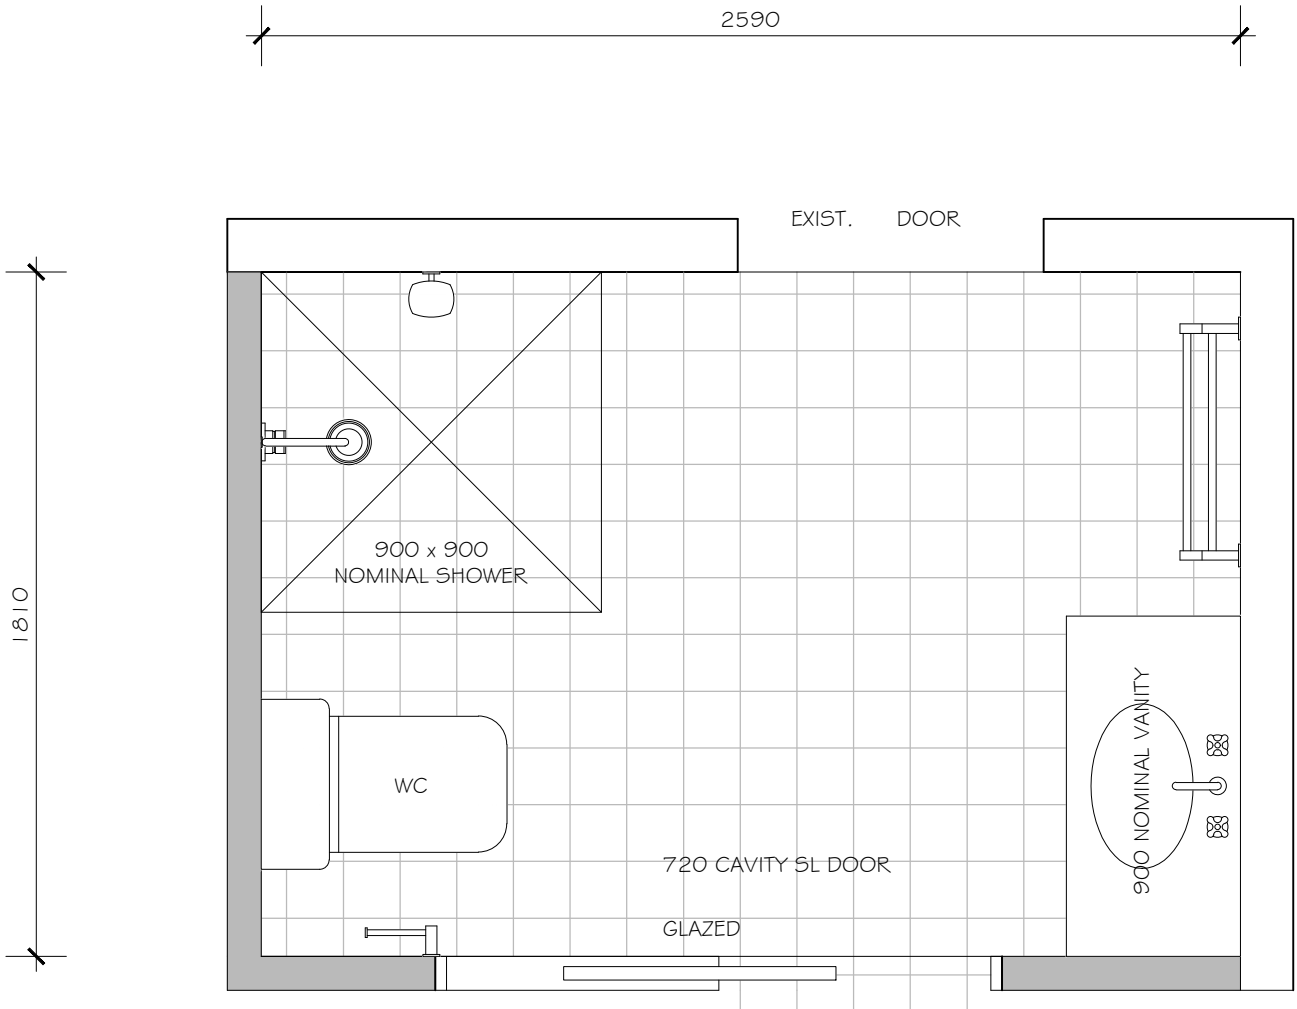 2590
EXIST. DOOR
900 x 900
NOMINAL SHOWER
1810
900 NOMINAL VANITY
WC
720 CAVITY SL DOOR
GLAZED